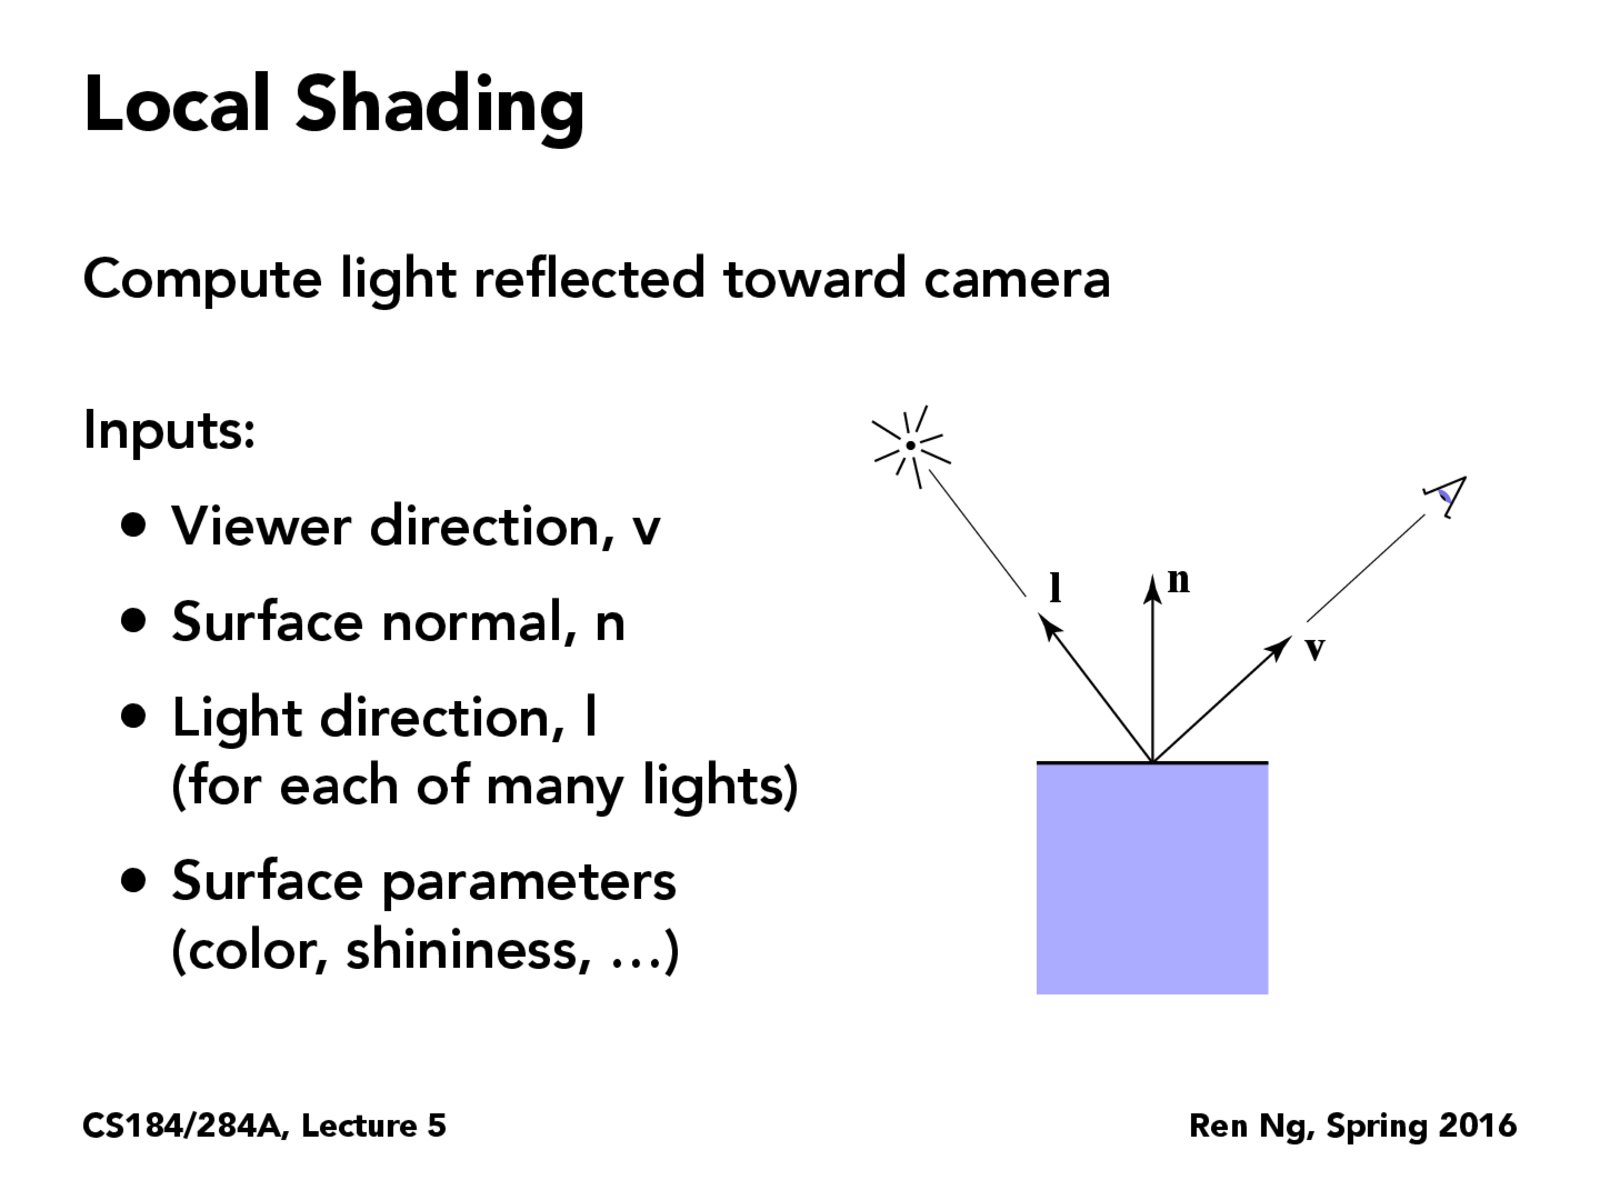 Local Shading
Compute light reflected toward camera
Inputs:
• Viewer direction, v
• Surface normal, n
• Light direction, l
(for each of many lights)
• Surface parameters
(color, shininess, …)
l
n
v
CS184/284A, Lecture 5
Ren Ng, Spring 2016